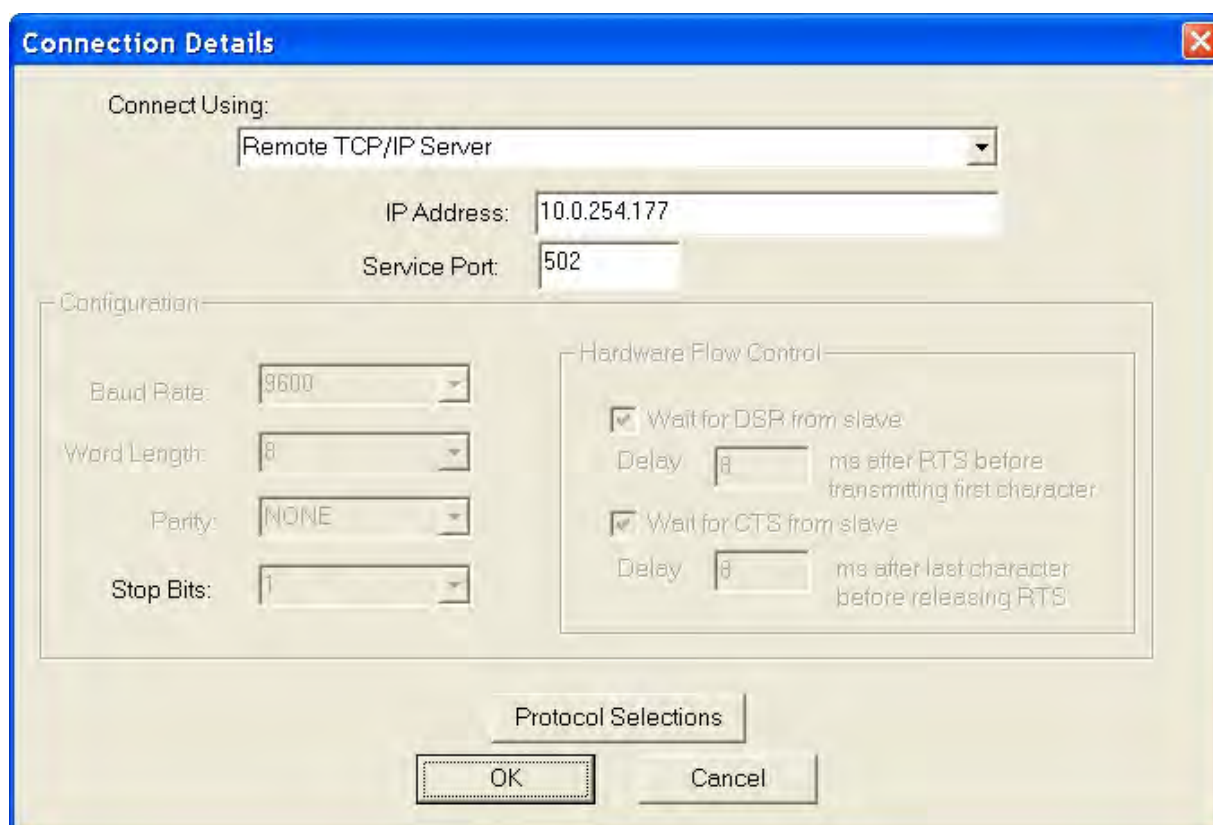 Connection Details
Connect Using:
Remote TCP/IP Server
IP Address: 10.0.254.177
Service Port: 502
Configuration
Baud Rate: 9600
Word Length: 8
Parity: NONE
Stop Bits: 1
Hardware Flow Control
Wait for DSR from slave
Delay 8 ms after RTS before
transmitting first character
Wait for CTS from slave
Delay 8 ms after last character
before releasing RTS
Protocol Selections
OK Cancel